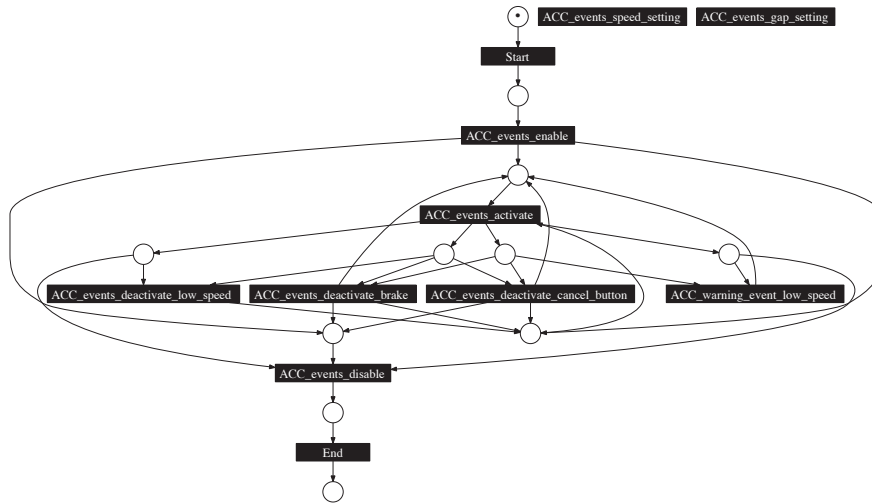 ACC_events_speed_setting
ACC_events_gap_setting
Start
ACC_events_enable
ACC_events_activate
ACC_events_deactivate_low_speed
ACC_events_deactivate_brake
ACC_events_deactivate_cancel_button
ACC_warning_event_low_speed
ACC_events_disable
End